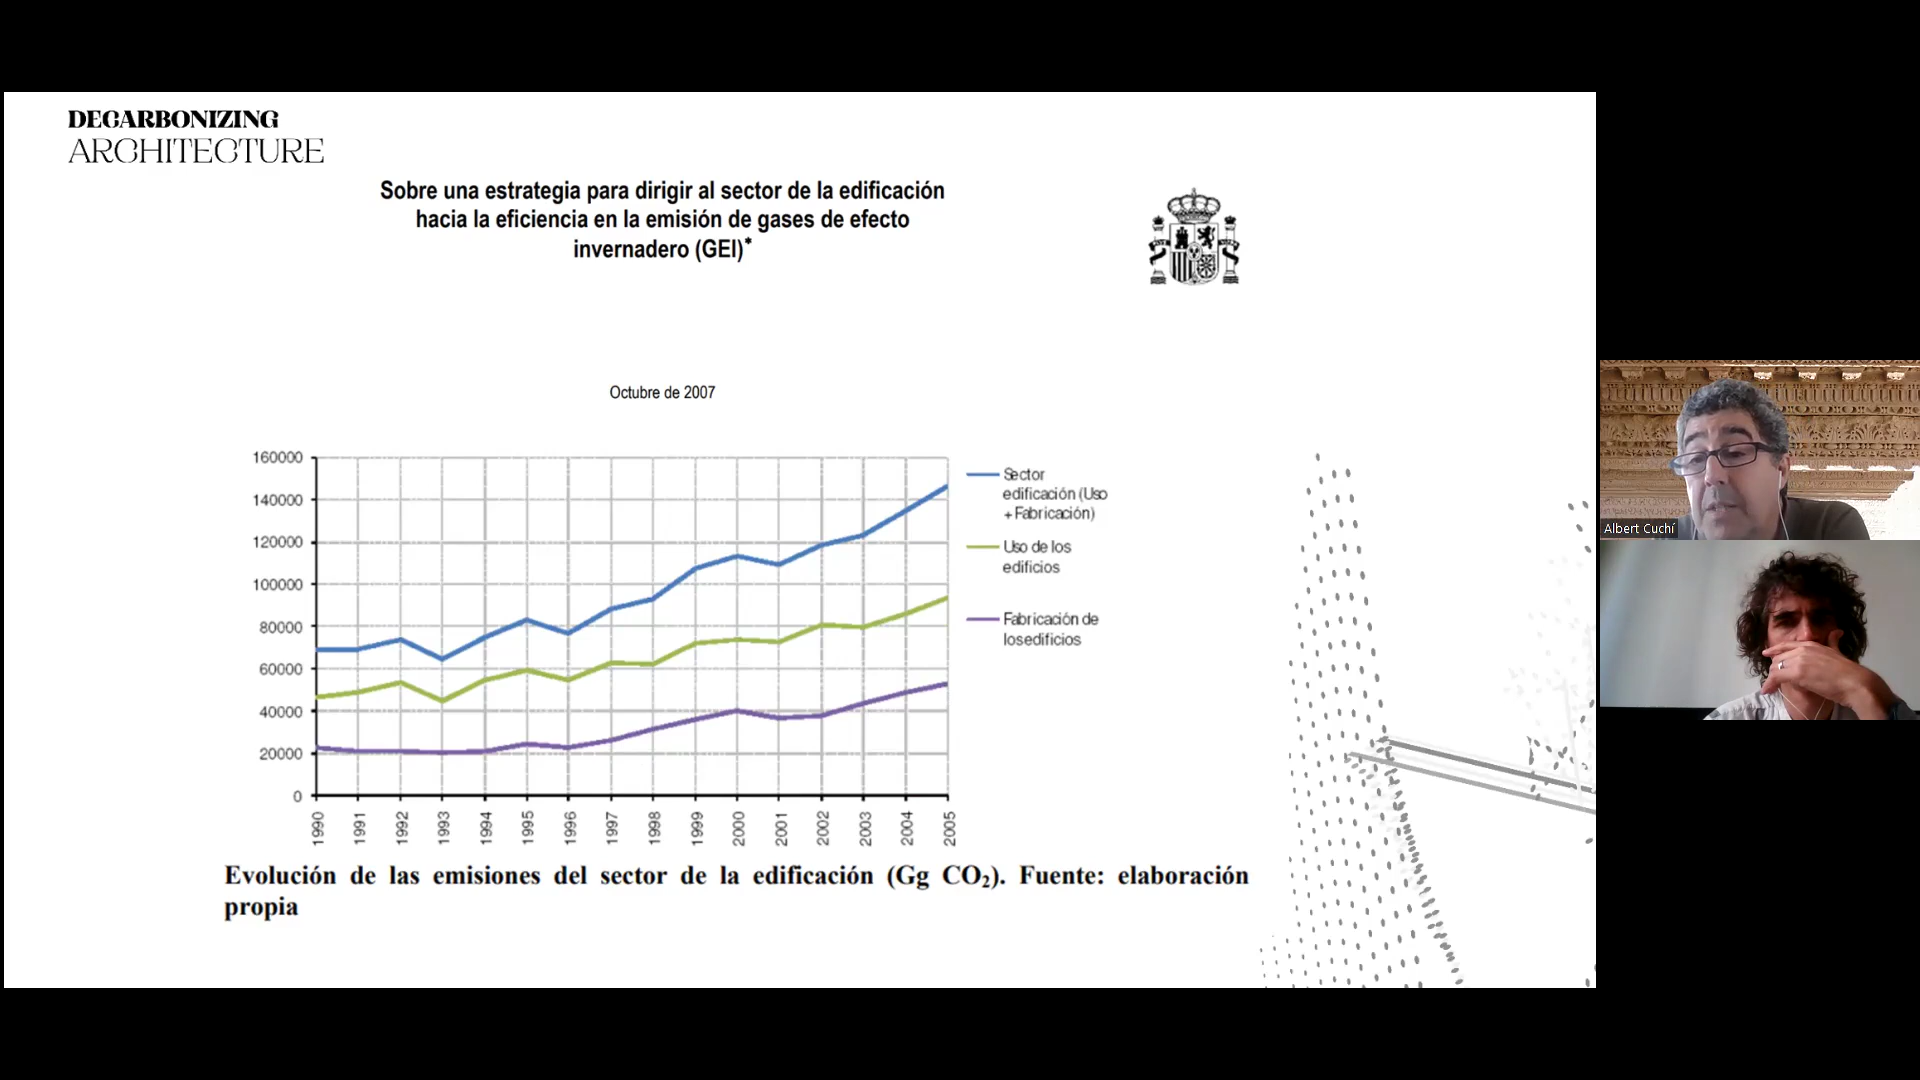 DECARBONIZING
ARCHITECTURE
Sobre una estrategia para dirigir al sector de la edificación
hacia la eficiencia en la emisión de gases de efecto
invernadero (GEI)*
Octubre de 2007
160000
140000
120000
100000
80000
60000
40000
20000
0
1990
1991
1992
1993
1994
1995
1996
1997
1998
1999
2000
2001
2002
2003
2004
2005
Sector
edificación (Uso
+ Fabricación)
Uso de los
edificios
Fabricación de
losedificios
Evolución de las emisiones del sector de la edificación (Gg CO₂). Fuente: elaboración
propia
Albert Cuchí